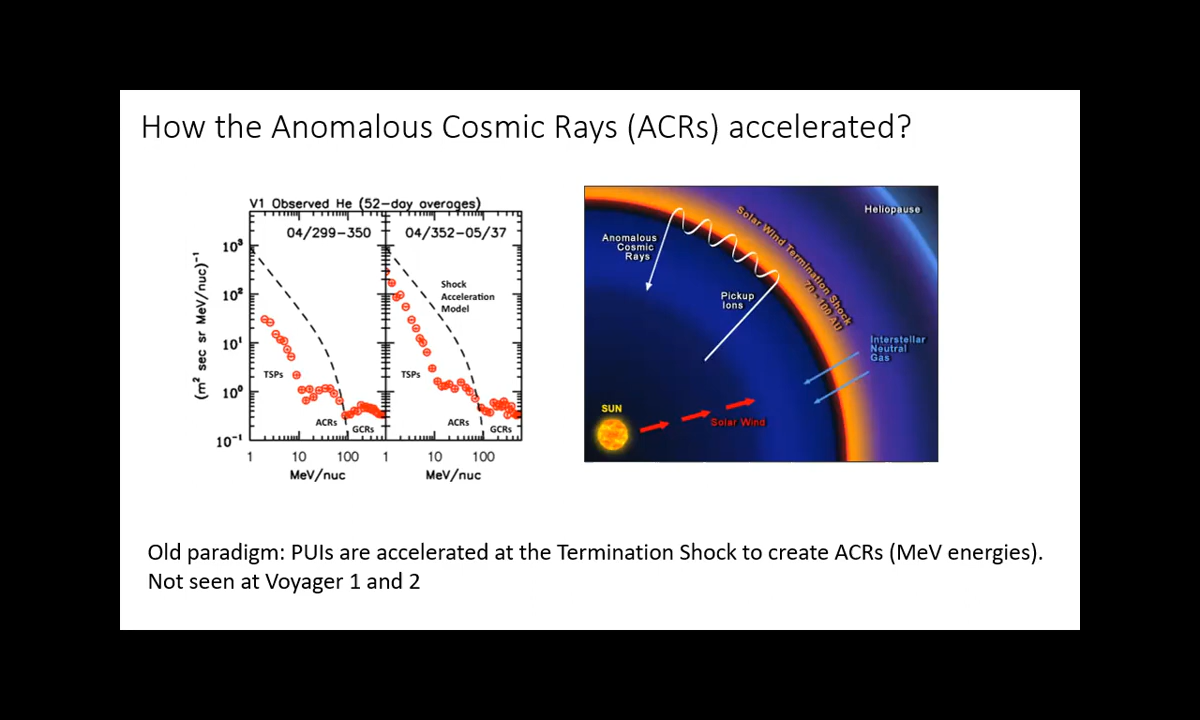 How the Anomalous Cosmic Rays (ACRs) accelerated?
V1 Observed He (52-day averages)
04/299-350
04/352-05/37
(m² sec sr MeV/nuc)⁻¹
10³
10²
10¹
10⁰
10⁻¹
Shock
Acceleration
Model
TSPs
TSPs
ACRs
GCRs
ACRs
GCRs
1
10
100
1
10
100
MeV/nuc
MeV/nuc
Heliopause
Solar Wind Termination Shock
70 - 100 AU
Anomalous
Cosmic
Rays
Pickup
Ions
Interstellar
Neutral
Gas
SUN
Solar Wind
Old paradigm: PUIs are accelerated at the Termination Shock to create ACRs (MeV energies).
Not seen at Voyager 1 and 2